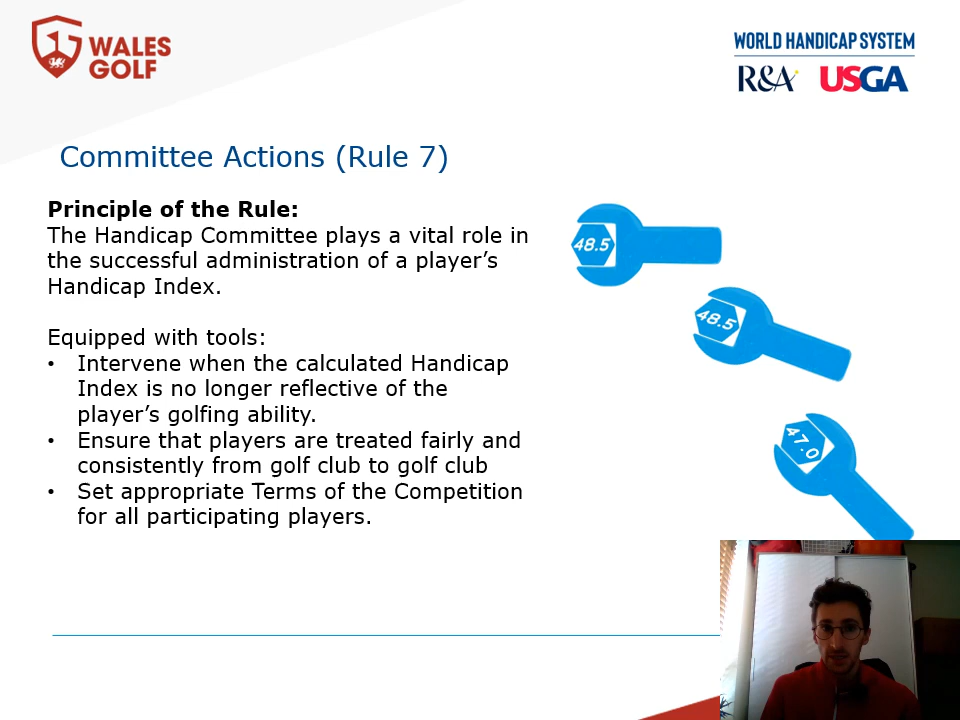 WALES
GOLF
WORLD HANDICAP SYSTEM
R&A USGA
Committee Actions (Rule 7)
Principle of the Rule:
The Handicap Committee plays a vital role in
the successful administration of a player’s
Handicap Index.
Equipped with tools:
• Intervene when the calculated Handicap
Index is no longer reflective of the
player’s golfing ability.
• Ensure that players are treated fairly and
consistently from golf club to golf club
• Set appropriate Terms of the Competition
for all participating players.
48.5
48.5
47.0